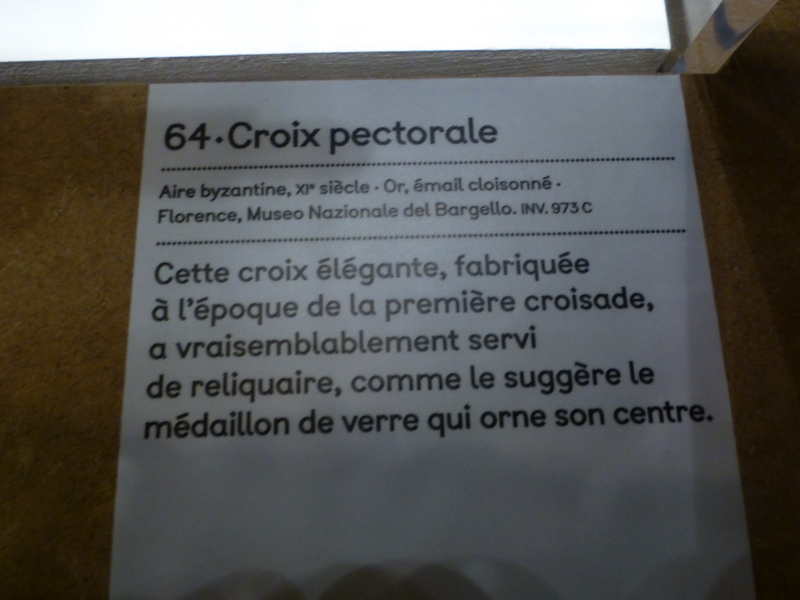 64·Croix pectorale
Aire byzantine, XIe siècle · Or, émail cloisonné ·
Florence, Museo Nazionale del Bargello. INV. 973 C
Cette croix élégante, fabriquée
à l'époque de la première croisade,
a vraisemblablement servi
de reliquaire, comme le suggère le
médaillon de verre qui orne son centre.